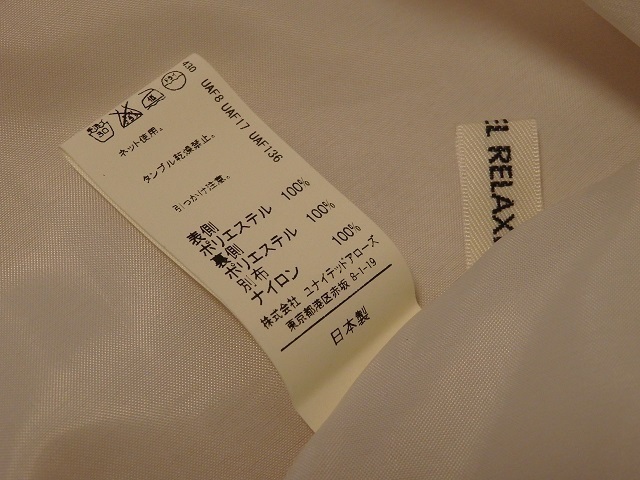 430
UAF8 UAF17 UAF136
ネット使用。
タンブル乾燥禁止。
引っかけ注意。
表側
ポリエステル 100%
裏側
ポリエステル 100%
別布
ナイロン 100%
株式会社 ユナイテッドアローズ
東京都港区赤坂 8-1-19
日本製
EL RELAX